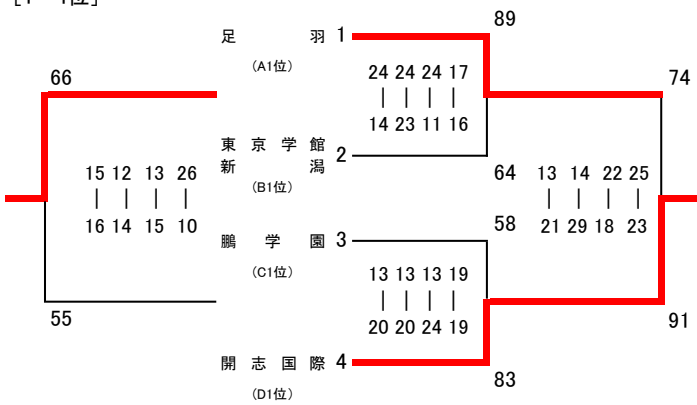 足羽 1
(A1位)
東京学館
新潟 2
(B1位)
鵬学園 3
(C1位)
開志国際 4
(D1位)
89
24 24 24 17
| | | |
14 23 11 16
64
58
13 13 13 19
| | | |
20 20 24 19
83
74
13 14 22 25
| | | |
21 29 18 23
91
66
15 12 13 26
| | | |
16 14 15 10
55